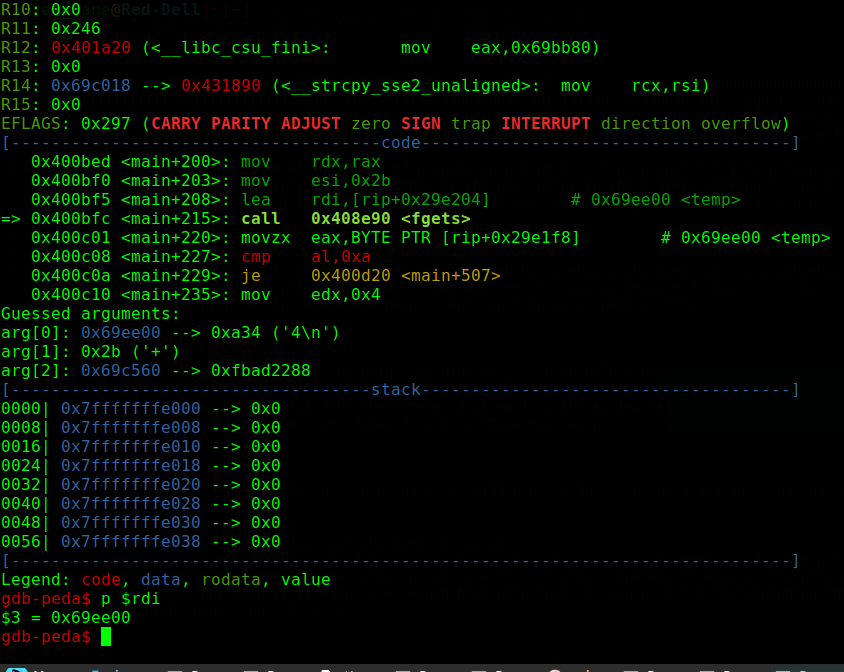 R10: 0x0
R11: 0x246
R12: 0x401a20 (<__libc_csu_fini>:       mov    eax,0x69bb80)
R13: 0x0
R14: 0x69c018 --> 0x431890 (<__strcpy_sse2_unaligned>:  mov    rcx,rsi)
R15: 0x0
EFLAGS: 0x297 (CARRY PARITY ADJUST zero SIGN trap INTERRUPT direction overflow)
[-------------------------------------code-------------------------------------]
   0x400bed <main+200>: mov    rdx,rax
   0x400bf0 <main+203>: mov    esi,0x2b
   0x400bf5 <main+208>: lea    rdi,[rip+0x29e204]        # 0x69ee00 <temp>
=> 0x400bfc <main+215>: call   0x408e90 <fgets>
   0x400c01 <main+220>: movzx  eax,BYTE PTR [rip+0x29e1f8]        # 0x69ee00 <temp>
   0x400c08 <main+227>: cmp    al,0xa
   0x400c0a <main+229>: je     0x400d20 <main+507>
   0x400c10 <main+235>: mov    edx,0x4
Guessed arguments:
arg[0]: 0x69ee00 --> 0xa34 ('4\n')
arg[1]: 0x2b ('+')
arg[2]: 0x69c560 --> 0xfbad2288
[------------------------------------stack-------------------------------------]
0000| 0x7fffffffe000 --> 0x0
0008| 0x7fffffffe008 --> 0x0
0016| 0x7fffffffe010 --> 0x0
0024| 0x7fffffffe018 --> 0x0
0032| 0x7fffffffe020 --> 0x0
0040| 0x7fffffffe028 --> 0x0
0048| 0x7fffffffe030 --> 0x0
0056| 0x7fffffffe038 --> 0x0
[------------------------------------------------------------------------------]
Legend: code, data, rodata, value
gdb-peda$ p $rdi
$3 = 0x69ee00
gdb-peda$